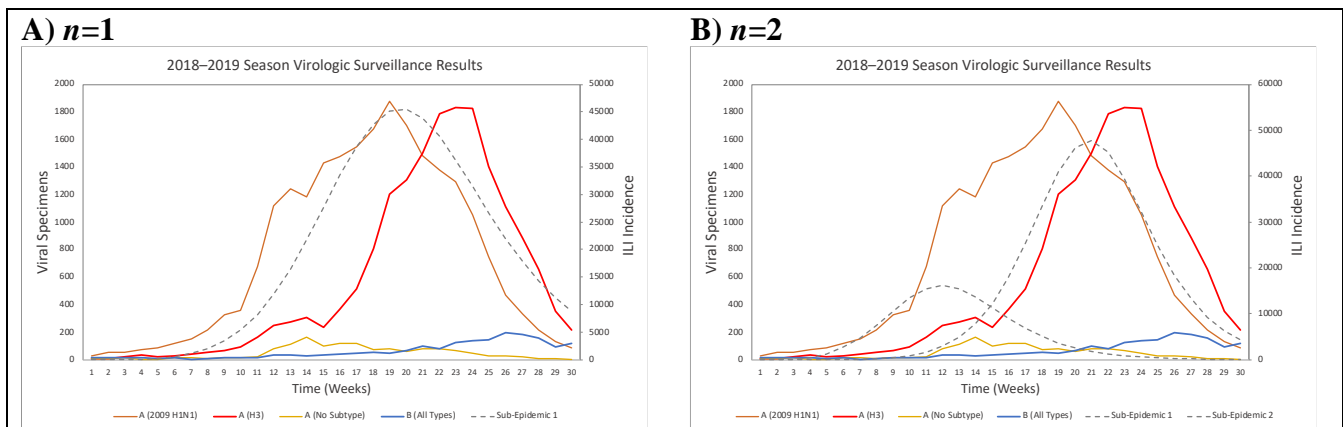 A) n=1
2018–2019 Season Virologic Surveillance Results
2000
1800
1600
1400
1200
1000
800
600
400
200
0
Viral Specimens
50000
45000
40000
35000
30000
25000
20000
15000
10000
5000
0
ILI Incidence
1 2 3 4 5 6 7 8 9 10 11 12 13 14 15 16 17 18 19 20 21 22 23 24 25 26 27 28 29 30
Time (Weeks)
A (2009 H1N1) A (H3) A (No Subtype) B (All Types) Sub-Epidemic 1
B) n=2
2018–2019 Season Virologic Surveillance Results
2000
1800
1600
1400
1200
1000
800
600
400
200
0
Viral Specimens
60000
50000
40000
30000
20000
10000
0
ILI Incidence
1 2 3 4 5 6 7 8 9 10 11 12 13 14 15 16 17 18 19 20 21 22 23 24 25 26 27 28 29 30
Time (Weeks)
A (2009 H1N1) A (H3) A (No Subtype) B (All Types) Sub-Epidemic 1 Sub-Epidemic 2